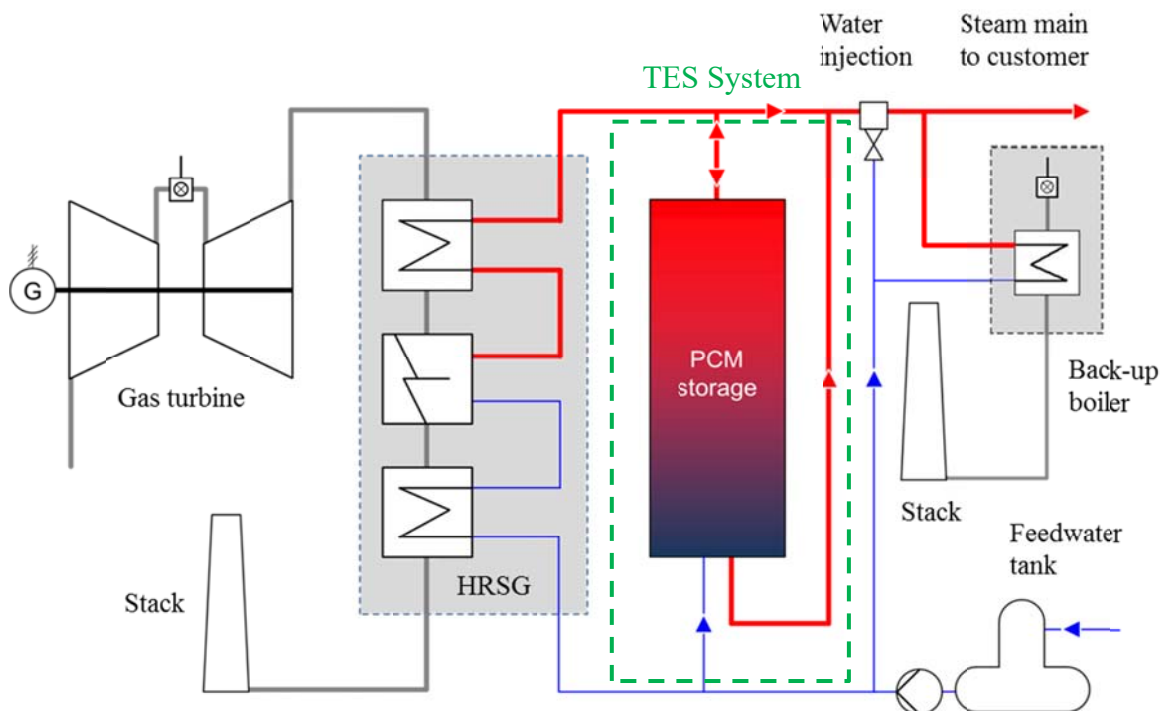 Water
injection
Steam main
to customer
TES System
G
Gas turbine
PCM
storage
Back-up
boiler
Stack
HRSG
Stack
Feedwater
tank